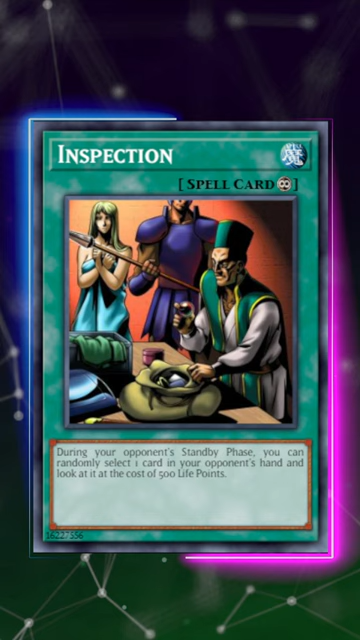 INSPECTION
[SPELL CARD]
During your opponent's Standby Phase, you can
randomly select 1 card in your opponent's hand and
look at it at the cost of 500 Life Points.
16227556